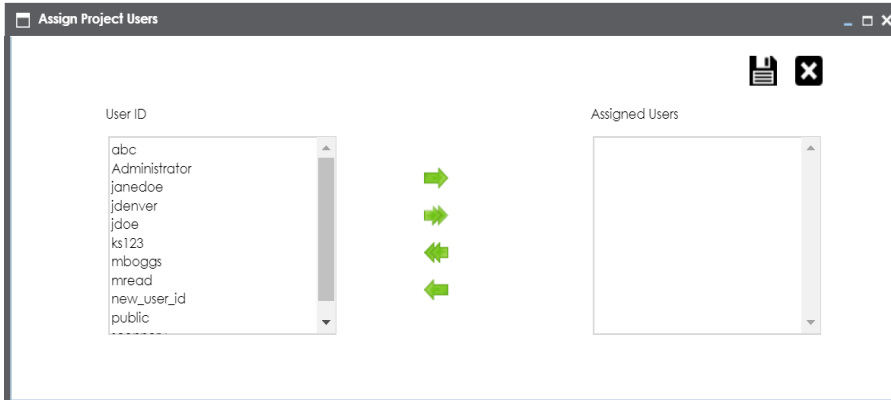 Assign Project Users
User ID
Assigned Users
abc
Administrator
janedoe
jdenver
jdoe
ks123
mboggs
mread
new_user_id
public